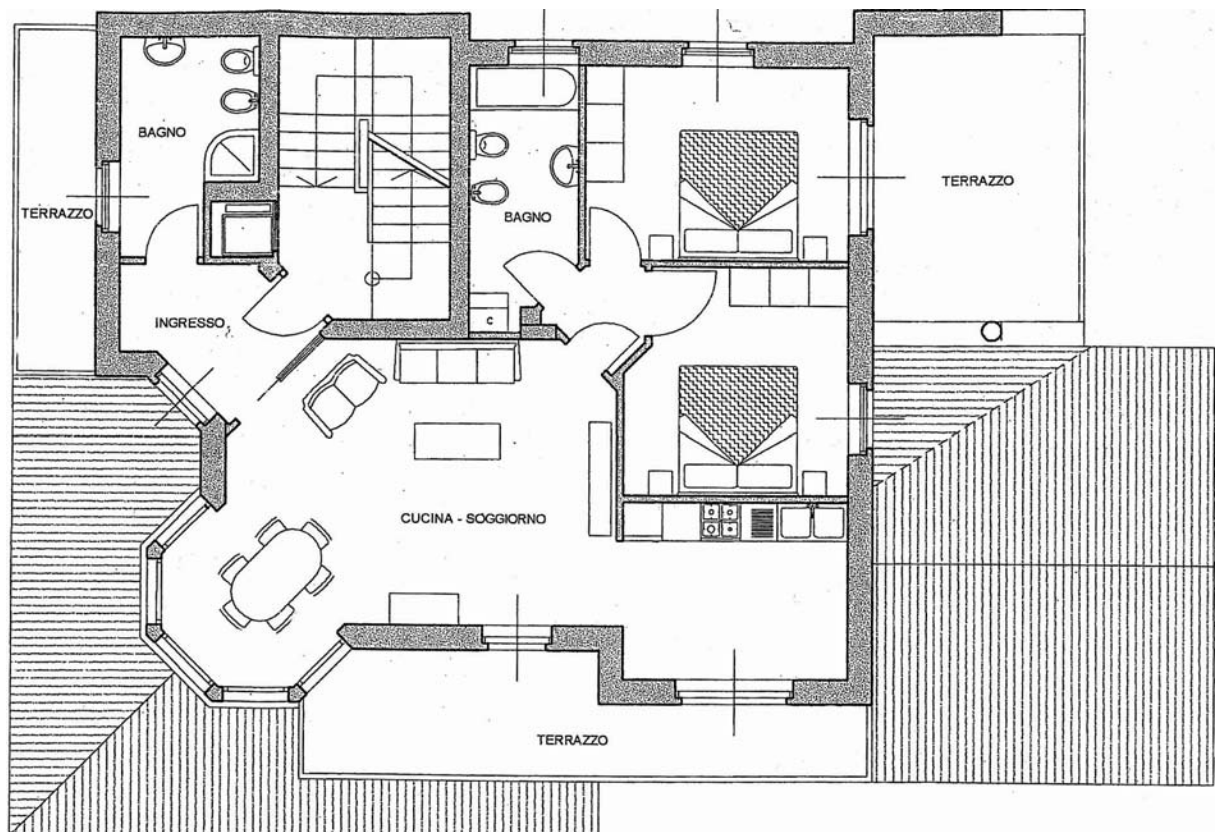 BAGNO
TERRAZZO
TERRAZZO
BAGNO
INGRESSO
C
CUCINA - SOGGIORNO
TERRAZZO